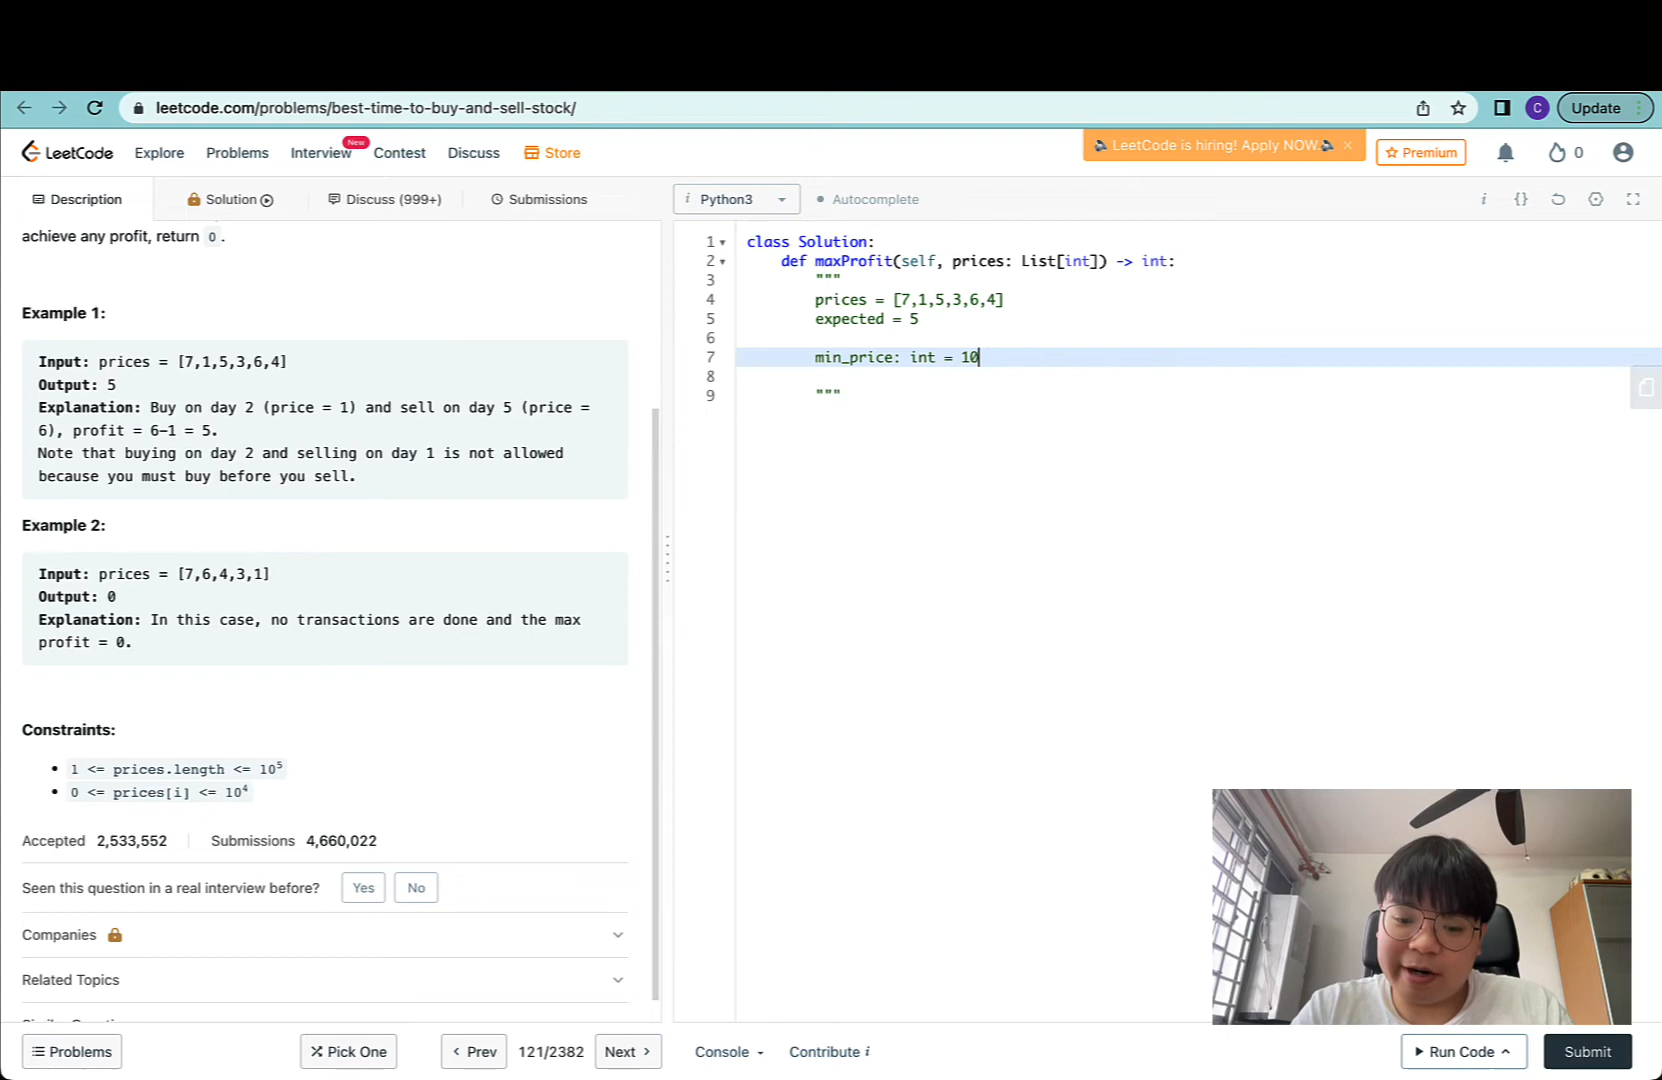 leetcode.com/problems/best-time-to-buy-and-sell-stock/
C
Update
LeetCode
Explore
Problems
Interview
New
Contest
Discuss
Store
LeetCode is hiring! Apply NOW.
×
Premium
0
Description
Solution
Discuss (999+)
Submissions
i Python3
Autocomplete
i
{}
achieve any profit, return 0.
Example 1:
Input: prices = [7,1,5,3,6,4]
Output: 5
Explanation: Buy on day 2 (price = 1) and sell on day 5 (price =
6), profit = 6-1 = 5.
Note that buying on day 2 and selling on day 1 is not allowed
because you must buy before you sell.
Example 2:
Input: prices = [7,6,4,3,1]
Output: 0
Explanation: In this case, no transactions are done and the max
profit = 0.
Constraints:
• 1 <= prices.length <= 10⁵
• 0 <= prices[i] <= 10⁴
Accepted 2,533,552
Submissions 4,660,022
Seen this question in a real interview before?
Yes
No
Companies
Related Topics
1 class Solution:
2 def maxProfit(self, prices: List[int]) -> int:
3 """
4 prices = [7,1,5,3,6,4]
5 expected = 5
6
7 min_price: int = 10
8
9 """
Problems
Pick One
< Prev
121/2382
Next >
Console
Contribute i
Run Code
Submit